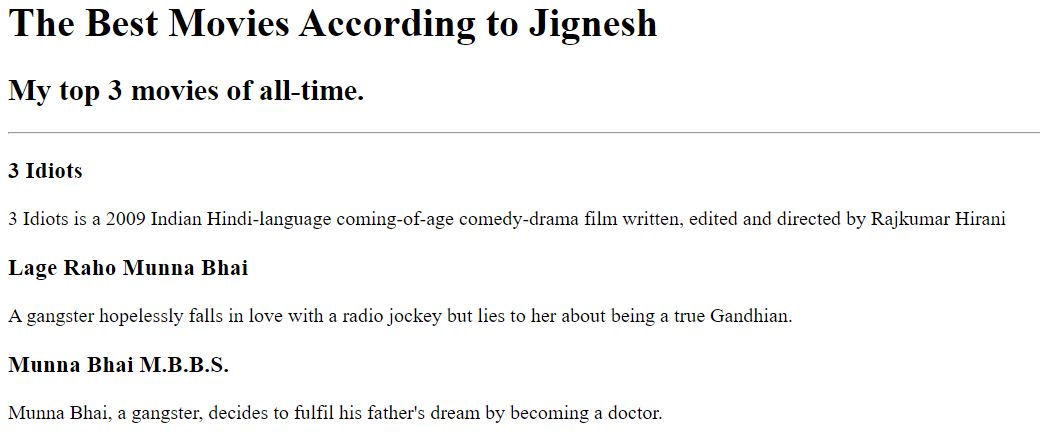 The Best Movies According to Jignesh
My top 3 movies of all-time.
3 Idiots
3 Idiots is a 2009 Indian Hindi-language coming-of-age comedy-drama film written, edited and directed by Rajkumar Hirani
Lage Raho Munna Bhai
A gangster hopelessly falls in love with a radio jockey but lies to her about being a true Gandhian.
Munna Bhai M.B.B.S.
Munna Bhai, a gangster, decides to fulfil his father's dream by becoming a doctor.